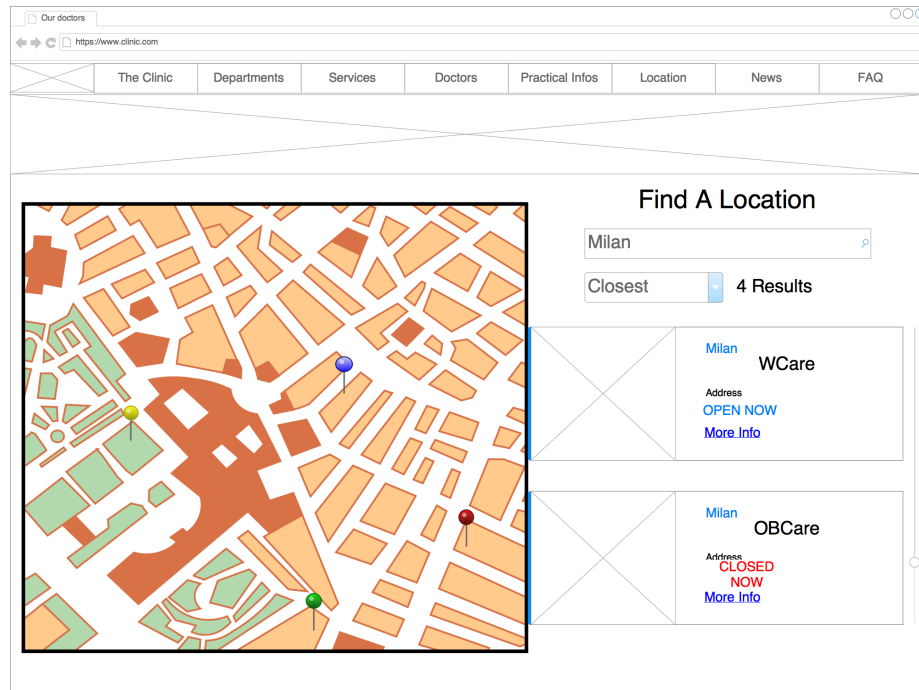 Our doctors
https://www.clinic.com
The Clinic
Departments
Services
Doctors
Practical Infos
Location
News
FAQ
Find A Location
Milan
Closest
4 Results
Milan
WCare
Address
OPEN NOW
More Info
Milan
OBCare
Address
CLOSED
NOW
More Info